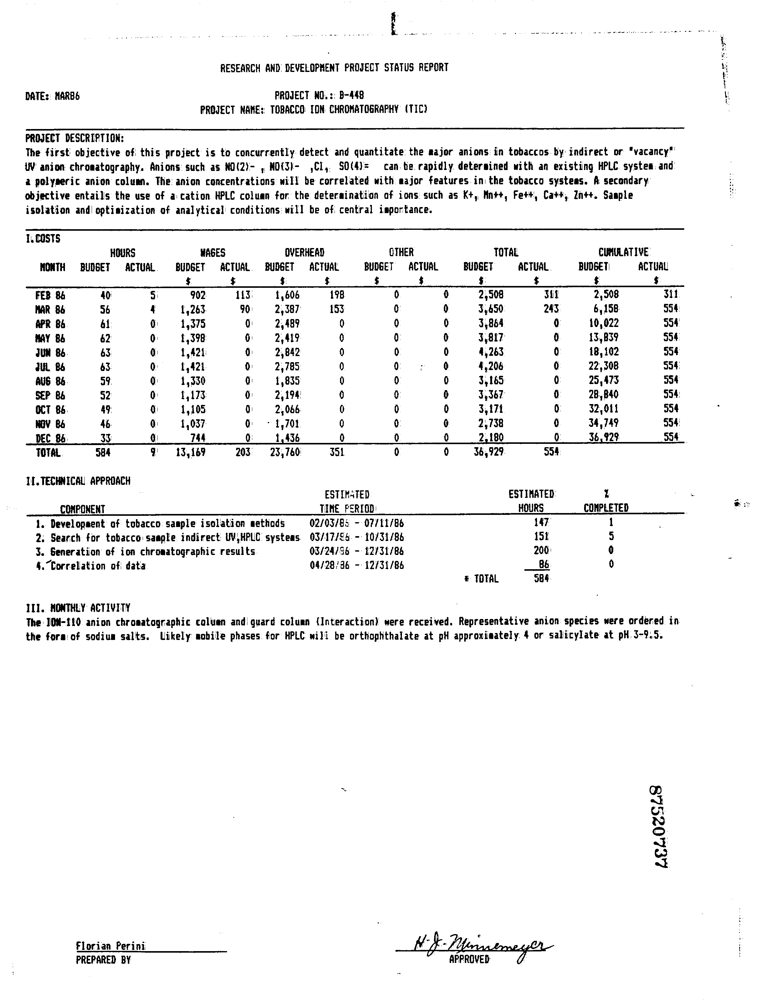 RESEARCH AND DEVELOPMENT PROJECT STATUS REPORT
DATE: MAR86 PROJECT NO.: B-448
PROJECT NAME: TOBACCO ION CHROMATOGRAPHY (TIC)
PROJECT DESCRIPTION:
The first objective of this project is to concurrently detect and quantitate the major anions in tobaccos by indirect or "vacancy"
UV anion chromatography. Anions such as NO(2)- , NO(3)- ,Cl, SO(4)= can be rapidly determined with an existing HPLC system and
a polymeric anion column. The anion concentrations will be correlated with major features in the tobacco systems. A secondary
objective entails the use of a cation HPLC column for the determination of ions such as K+, Mn++, Fe++, Ca++, Zn++. Sample
isolation and optimization of analytical conditions will be of central importance.
I.COSTS
HOURS WAGES OVERHEAD OTHER TOTAL CUMULATIVE
MONTH BUDGET ACTUAL BUDGET ACTUAL BUDGET ACTUAL BUDGET ACTUAL BUDGET ACTUAL BUDGET ACTUAL
$ $ $ $ $ $ $ $ $ $
FEB 86 40 5 902 113 1,606 198 0 0 2,508 311 2,508 311
MAR 86 56 4 1,263 90 2,387 153 0 0 3,650 243 6,158 554
APR 86 61 0 1,375 0 2,489 0 0 0 3,864 0 10,022 554
MAY 86 62 0 1,398 0 2,419 0 0 0 3,817 0 13,839 554
JUN 86 63 0 1,421 0 2,842 0 0 0 4,263 0 18,102 554
JUL 86 63 0 1,421 0 2,785 0 0 0 4,206 0 22,308 554
AUG 86 59 0 1,330 0 1,835 0 0 0 3,165 0 25,473 554
SEP 86 52 0 1,173 0 2,194 0 0 0 3,367 0 28,840 554
OCT 86 49 0 1,105 0 2,066 0 0 0 3,171 0 32,011 554
NOV 86 46 0 1,037 0 1,701 0 0 0 2,738 0 34,749 554
DEC 86 33 0 744 0 1,436 0 0 0 2,180 0 36,929 554
TOTAL 584 9 13,169 203 23,760 351 0 0 36,929 554
II.TECHNICAL APPROACH
ESTIMATED ESTIMATED %
COMPONENT TIME PERIOD HOURS COMPLETED
1. Development of tobacco sample isolation methods 02/03/86 - 07/11/86 147 1
2. Search for tobacco sample indirect UV,HPLC systems 03/17/86 - 10/31/86 151 5
3. Generation of ion chromatographic results 03/24/86 - 12/31/86 200 0
4. Correlation of data 04/28/86 - 12/31/86 86 0
* TOTAL 584
III. MONTHLY ACTIVITY
The ION-110 anion chromatographic column and guard column (Interaction) were received. Representative anion species were ordered in
the form of sodium salts. Likely mobile phases for HPLC will be orthophthalate at pH approximately 4 or salicylate at pH 3-9.5.
87520737
Florian Perini H. J. Minnemeyer
PREPARED BY APPROVED